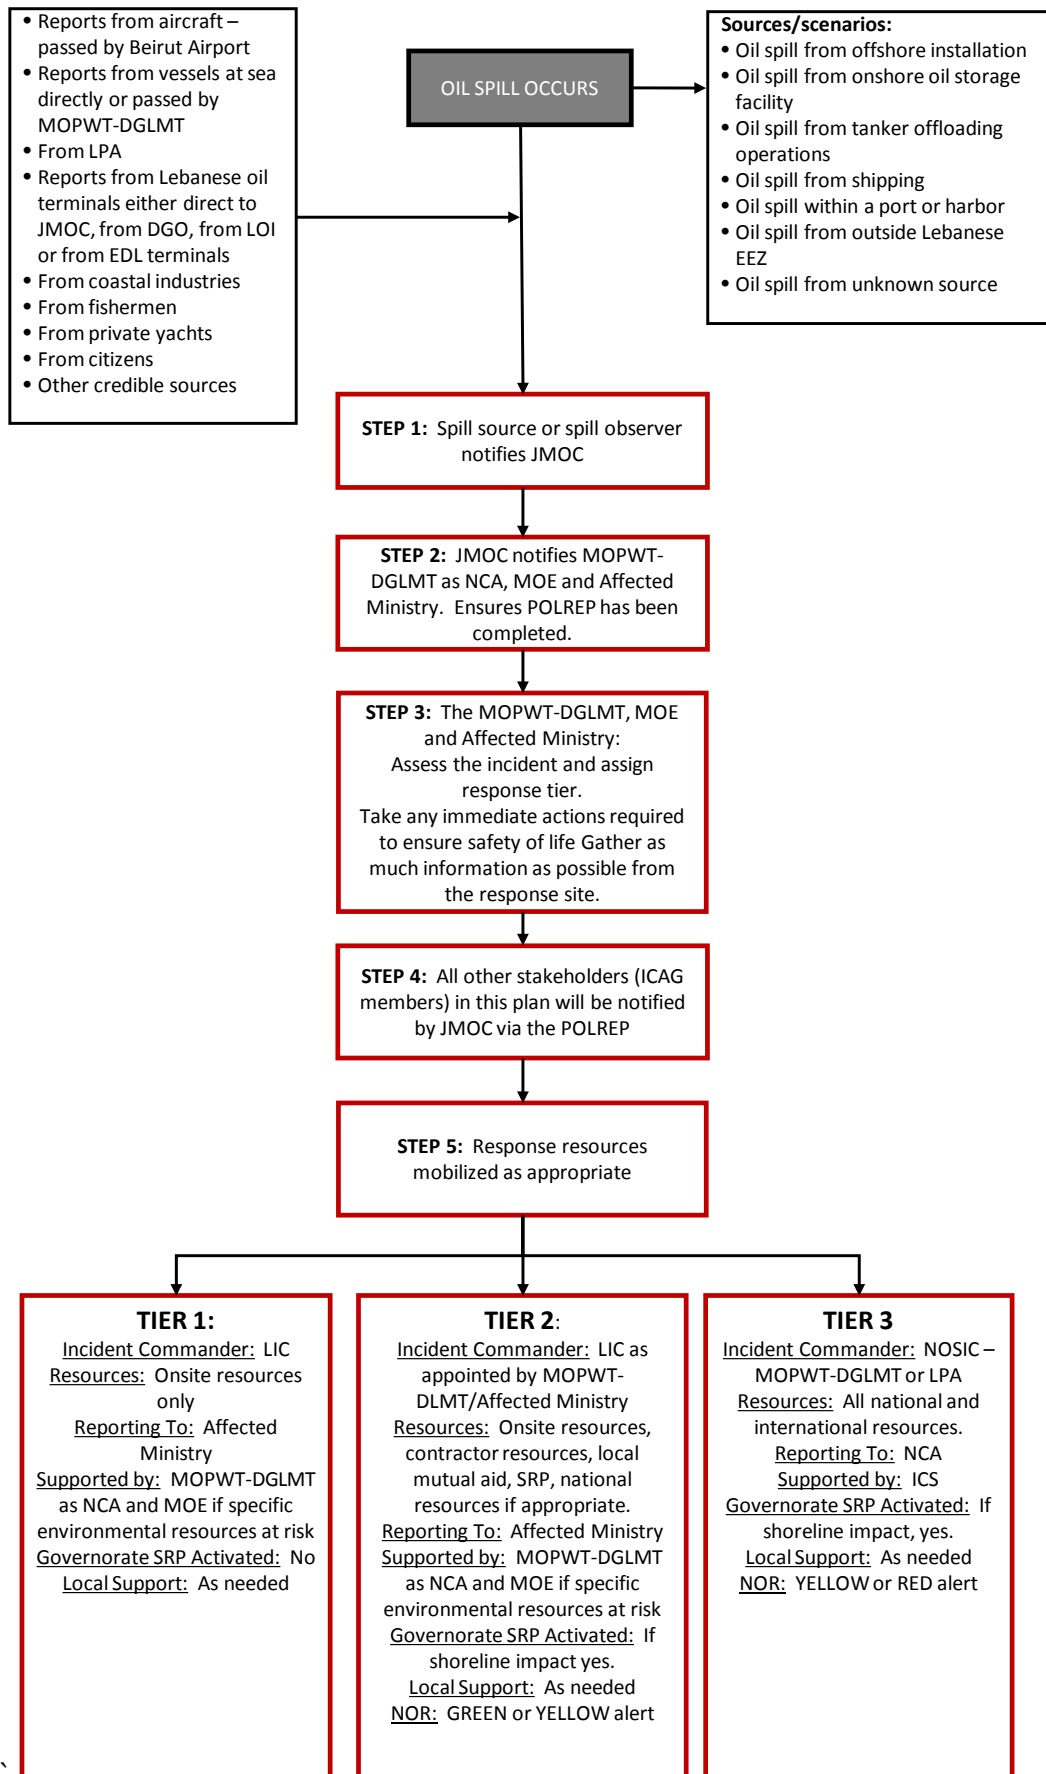 • Reports from aircraft –
passed by Beirut Airport
• Reports from vessels at sea
directly or passed by
MOPWT-DGLMT
• From LPA
• Reports from Lebanese oil
terminals either direct to
JMOC, from DGO, from LOI
or from EDL terminals
• From coastal industries
• From fishermen
• From private yachts
• From citizens
• Other credible sources
OIL SPILL OCCURS
Sources/scenarios:
• Oil spill from offshore installation
• Oil spill from onshore oil storage
facility
• Oil spill from tanker offloading
operations
• Oil spill from shipping
• Oil spill within a port or harbor
• Oil spill from outside Lebanese
EEZ
• Oil spill from unknown source
STEP 1: Spill source or spill observer
notifies JMOC
STEP 2: JMOC notifies MOPWT-
DGLMT as NCA, MOE and Affected
Ministry. Ensures POLREP has been
completed.
STEP 3: The MOPWT-DGLMT, MOE
and Affected Ministry:
Assess the incident and assign
response tier.
Take any immediate actions required
to ensure safety of life Gather as
much information as possible from
the response site.
STEP 4: All other stakeholders (ICAG
members) in this plan will be notified
by JMOC via the POLREP
STEP 5: Response resources
mobilized as appropriate
TIER 1:
Incident Commander: LIC
Resources: Onsite resources
only
Reporting To: Affected
Ministry
Supported by: MOPWT-DGLMT
as NCA and MOE if specific
environmental resources at risk
Governorate SRP Activated: No
Local Support: As needed
TIER 2:
Incident Commander: LIC as
appointed by MOPWT-
DLMT/Affected Ministry
Resources: Onsite resources,
contractor resources, local
mutual aid, SRP, national
resources if appropriate.
Reporting To: Affected Ministry
Supported by: MOPWT-DGLMT
as NCA and MOE if specific
environmental resources at risk
Governorate SRP Activated: If
shoreline impact yes.
Local Support: As needed
NOR: GREEN or YELLOW alert
TIER 3
Incident Commander: NOSIC –
MOPWT-DGLMT or LPA
Resources: All national and
international resources.
Reporting To: NCA
Supported by: ICS
Governorate SRP Activated: If
shoreline impact, yes.
Local Support: As needed
NOR: YELLOW or RED alert
`